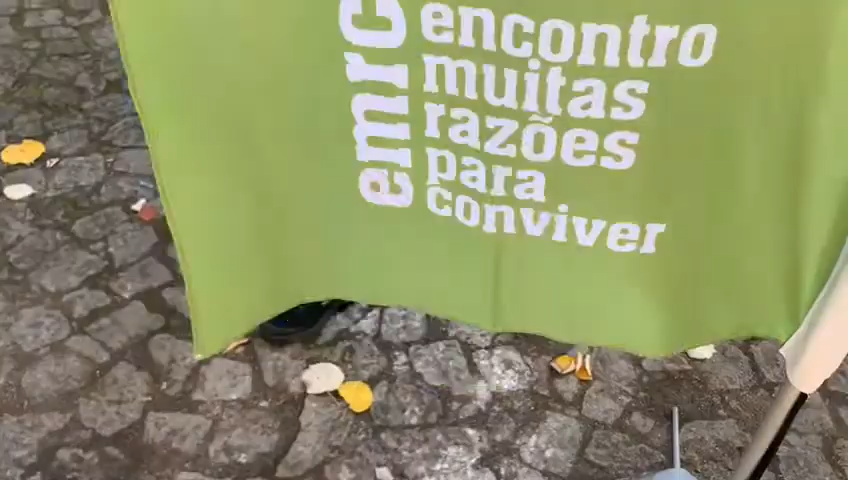 emrc
encontro
muitas
razões
para
conviver